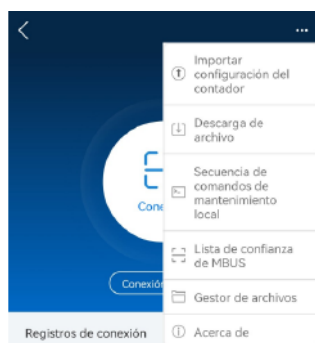 Importar
configuración del
contador
Descarga de
archivo
Secuencia de
comandos de
mantenimiento
local
Lista de confianza
de MBUS
Gestor de archivos
Acerca de
Cone
Conexión
Registros de conexión